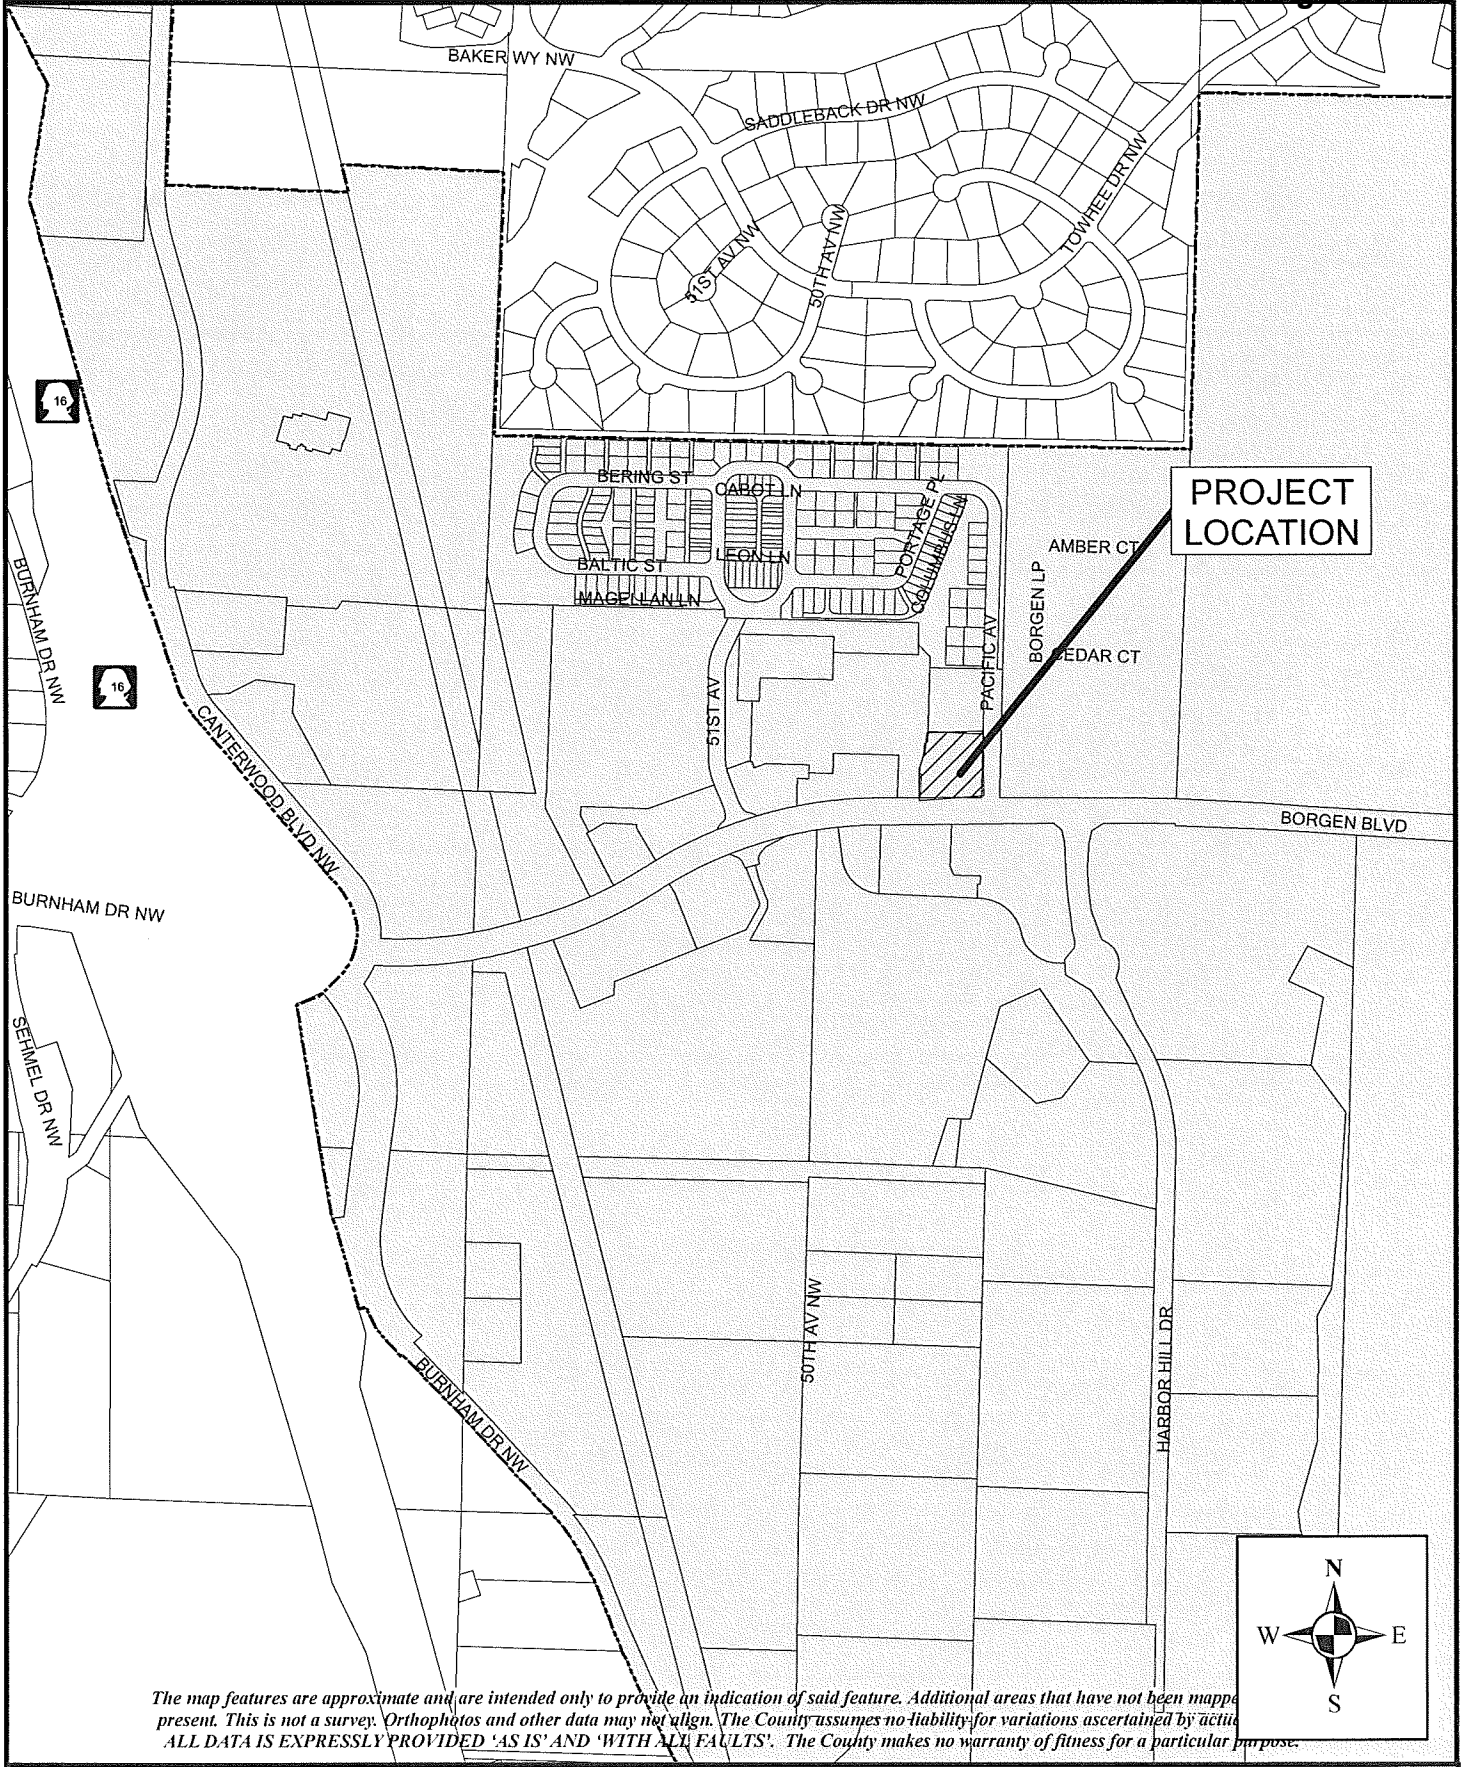 BAKER WY NW
SADDLEBACK DR NW
TOWHEE DR NW
51ST AV NW
50TH AV NW
16
BERING ST
CABOT LN
PORTAGE PL
COLUMBUS LN
PROJECT
LOCATION
AMBER CT
BALTIC ST
LEON LN
MAGELLAN LN
BURNHAM DR NW
BORGEN LP
PACIFIC AV
CEDAR CT
16
51ST AV
CANTERWOOD BLVD NW
BORGEN BLVD
BURNHAM DR NW
SEHMEL DR NW
50TH AV NW
HARBOR HILL DR
BURNHAM DR NW
N
W E
S
The map features are approximate and are intended only to provide an indication of said feature. Additional areas that have not been mappe
present. This is not a survey. Orthophotos and other data may not align. The County assumes no liability for variations ascertained by actu
ALL DATA IS EXPRESSLY PROVIDED ‘AS IS’ AND ‘WITH ALL FAULTS’. The County makes no warranty of fitness for a particular purpose.